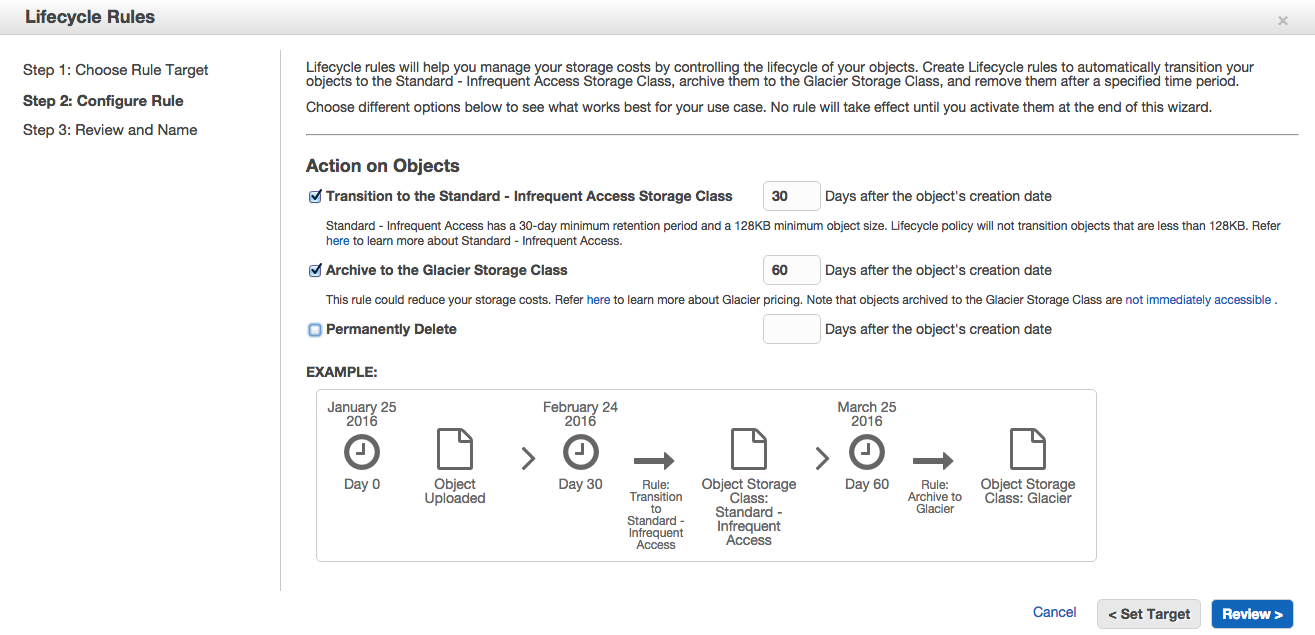 Lifecycle Rules
×
Step 1: Choose Rule Target
Step 2: Configure Rule
Step 3: Review and Name
Lifecycle rules will help you manage your storage costs by controlling the lifecycle of your objects. Create Lifecycle rules to automatically transition your
objects to the Standard - Infrequent Access Storage Class, archive them to the Glacier Storage Class, and remove them after a specified time period.
Choose different options below to see what works best for your use case. No rule will take effect until you activate them at the end of this wizard.
Action on Objects
Transition to the Standard - Infrequent Access Storage Class 30 Days after the object's creation date
Standard - Infrequent Access has a 30-day minimum retention period and a 128KB minimum object size. Lifecycle policy will not transition objects that are less than 128KB. Refer
here to learn more about Standard - Infrequent Access.
Archive to the Glacier Storage Class 60 Days after the object's creation date
This rule could reduce your storage costs. Refer here to learn more about Glacier pricing. Note that objects archived to the Glacier Storage Class are not immediately accessible .
Permanently Delete Days after the object's creation date
EXAMPLE:
January 25
2016
Day 0
Object
Uploaded
>
February 24
2016
Day 30
Rule:
Transition
to
Standard -
Infrequent
Access
Object Storage
Class:
Standard -
Infrequent
Access
>
March 25
2016
Day 60
Rule:
Archive to
Glacier
Object Storage
Class: Glacier
Cancel
< Set Target
Review >